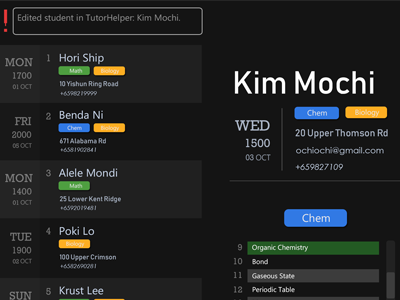 Edited student in TutorHelper: Kim Mochi.
MON
1700
01 OCT
1 Hori Ship
Math Biology
10 Yishun Ring Road
+6598219999
FRI
2000
05 OCT
2 Benda Ni
Chem Biology
671 Alabama Rd
+6581902841
MON
1400
01 OCT
3 Alele Mondi
Math
25 Lower Kent Ridge
+6592019481
TUE
1900
02 OCT
4 Poki Lo
Biology
100 Upper Crimson
+6582690281
SUN
5 Krust Lee
Kim Mochi
WED
1500
03 OCT
Chem Biology
20 Upper Thomson Rd
ochiochi@gmail.com
+659827109
Chem
9 Organic Chemistry
10 Bond
11 Gaseous State
12 Periodic Table